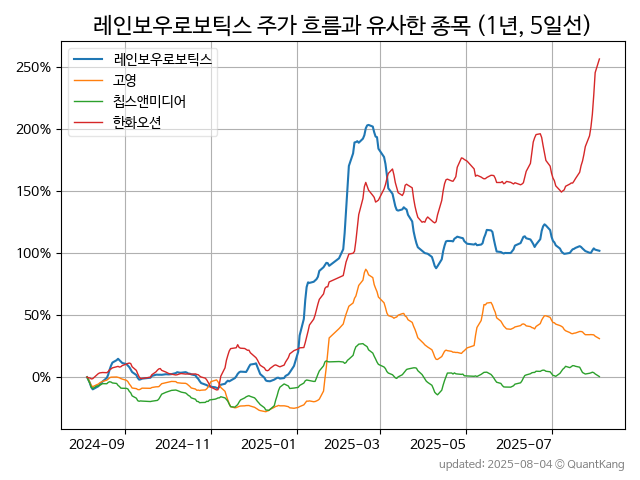 레인보우로보틱스 주가 흐름과 유사한 종목 (1년, 5일선)
레인보우로보틱스
고영
칩스앤미디어
한화오션
250%
200%
150%
100%
50%
0%
2024-09
2024-11
2025-01
2025-03
2025-05
2025-07
updated: 2025-08-04 © QuantKang